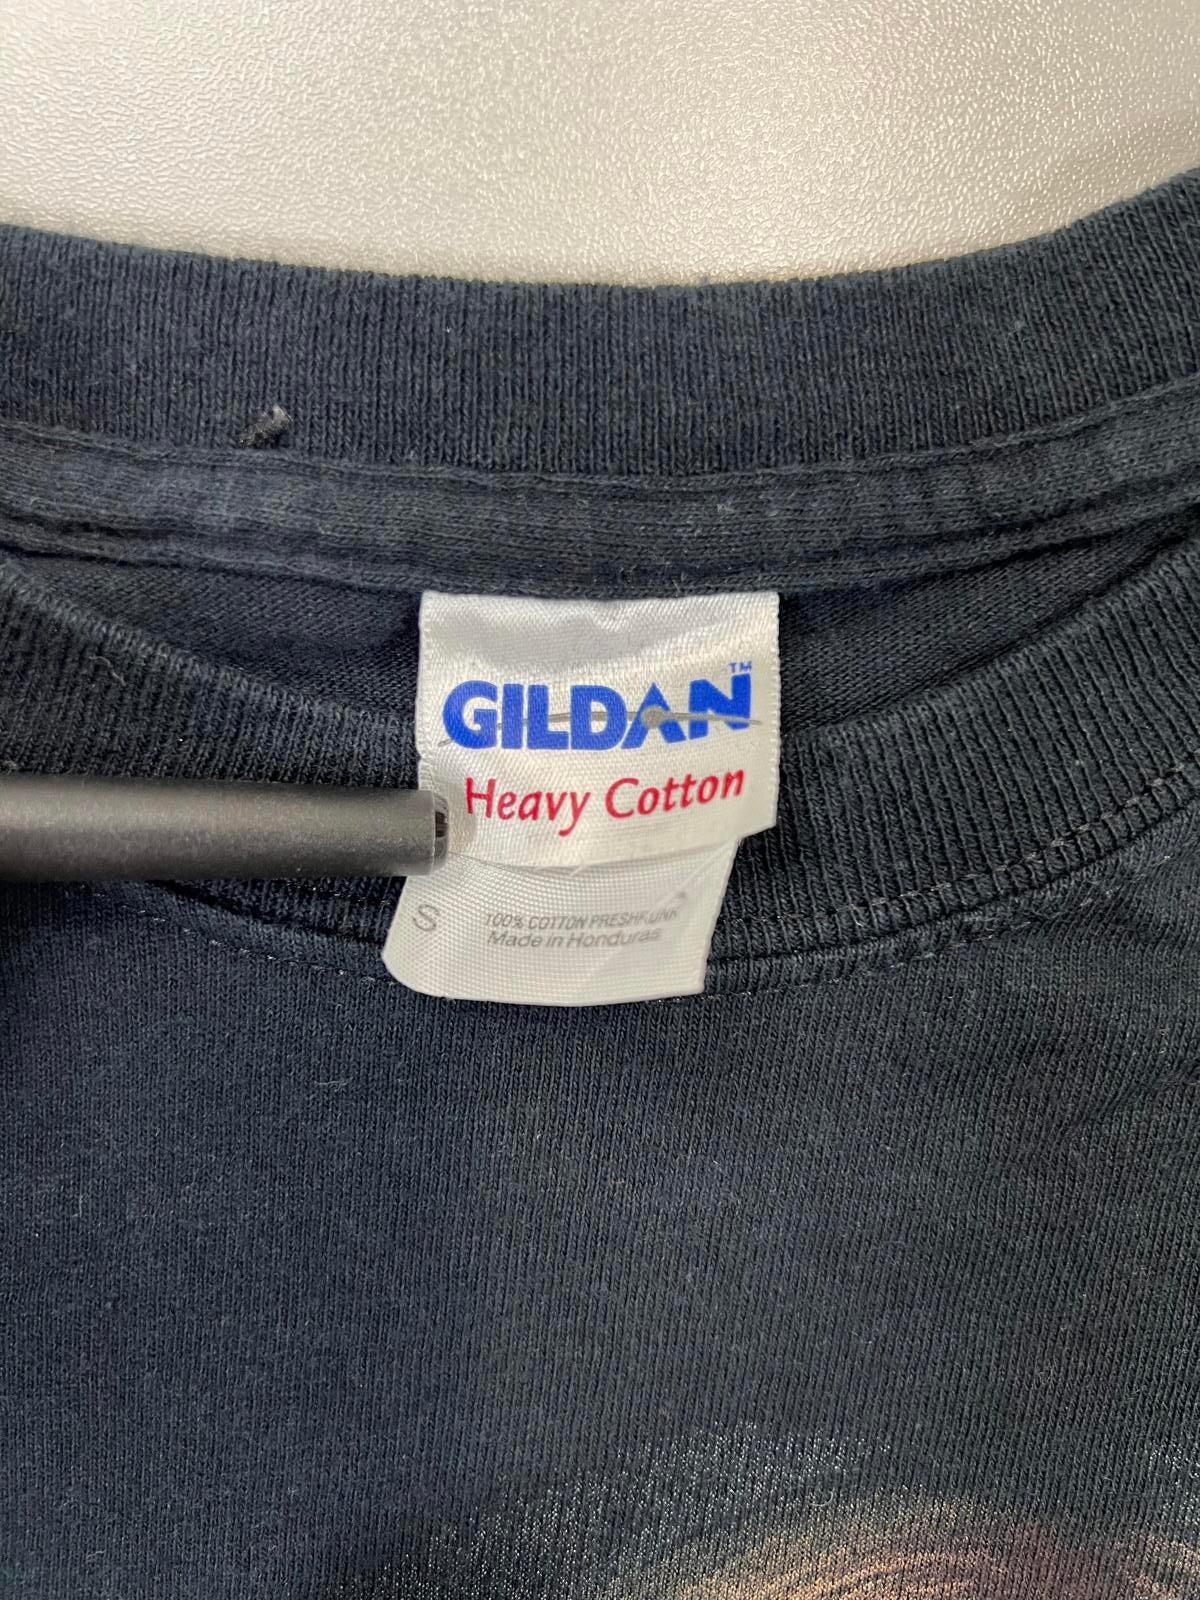 GILDAN™
Heavy Cotton
S
100% COTTON PRESHRUNK
Made in Honduras